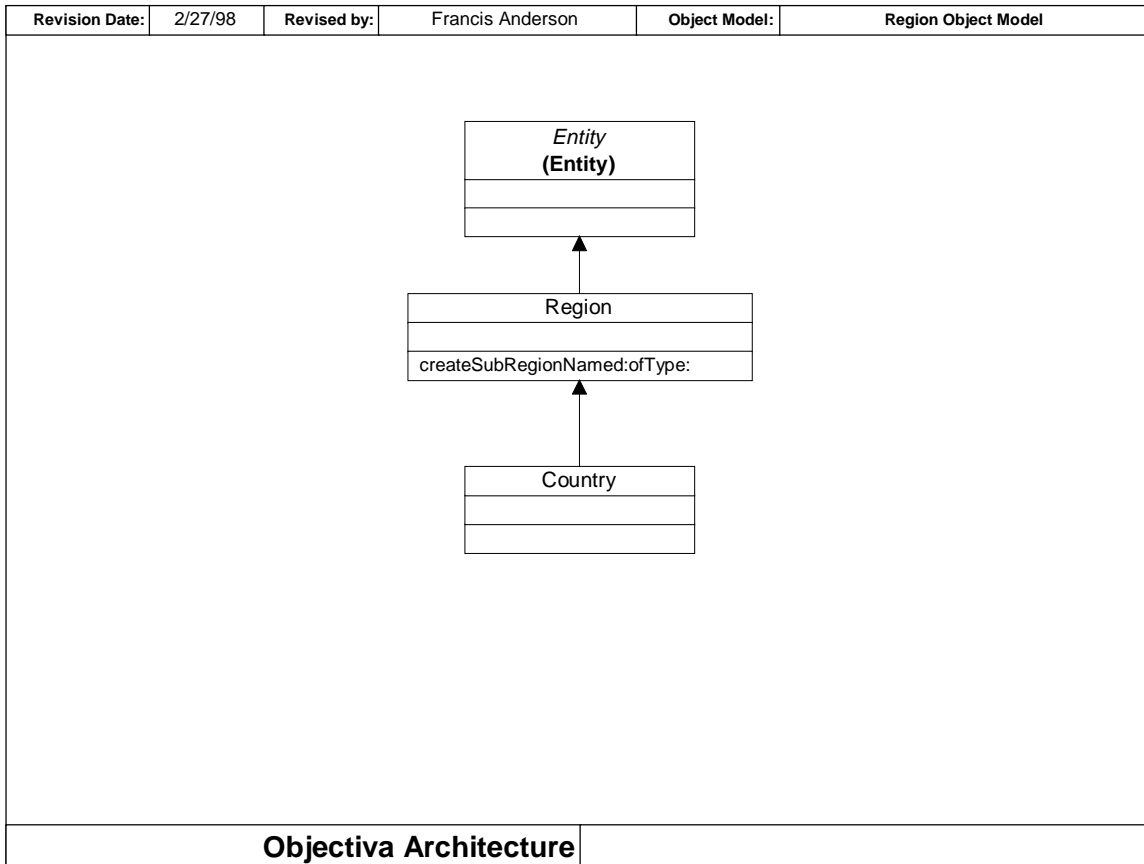 Revision Date: 2/27/98 Revised by: Francis Anderson Object Model: Region Object Model
Entity
(Entity)
Region
createSubRegionNamed:ofType:
Country
Objectiva Architecture